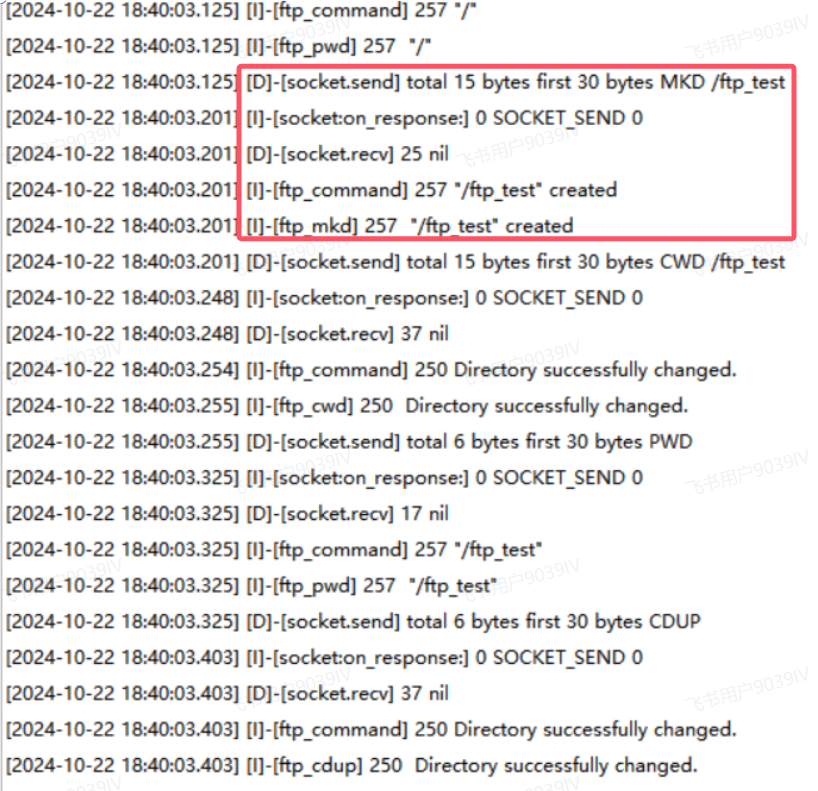 [2024-10-22 18:40:03.125] [I]-[ftp_command] 257 "/"
[2024-10-22 18:40:03.125] [I]-[ftp_pwd] 257  "/"
[2024-10-22 18:40:03.125] [D]-[socket.send] total 15 bytes first 30 bytes MKD /ftp_test
[2024-10-22 18:40:03.201] [I]-[socket:on_response:] 0 SOCKET_SEND 0
[2024-10-22 18:40:03.201] [D]-[socket.recv] 25 nil
[2024-10-22 18:40:03.201] [I]-[ftp_command] 257 "/ftp_test" created
[2024-10-22 18:40:03.201] [I]-[ftp_mkd] 257  "/ftp_test" created
[2024-10-22 18:40:03.201] [D]-[socket.send] total 15 bytes first 30 bytes CWD /ftp_test
[2024-10-22 18:40:03.248] [I]-[socket:on_response:] 0 SOCKET_SEND 0
[2024-10-22 18:40:03.248] [D]-[socket.recv] 37 nil
[2024-10-22 18:40:03.254] [I]-[ftp_command] 250 Directory successfully changed.
[2024-10-22 18:40:03.255] [I]-[ftp_cwd] 250  Directory successfully changed.
[2024-10-22 18:40:03.255] [D]-[socket.send] total 6 bytes first 30 bytes PWD
[2024-10-22 18:40:03.325] [I]-[socket:on_response:] 0 SOCKET_SEND 0
[2024-10-22 18:40:03.325] [D]-[socket.recv] 17 nil
[2024-10-22 18:40:03.325] [I]-[ftp_command] 257 "/ftp_test"
[2024-10-22 18:40:03.325] [I]-[ftp_pwd] 257  "/ftp_test"
[2024-10-22 18:40:03.325] [D]-[socket.send] total 6 bytes first 30 bytes CDUP
[2024-10-22 18:40:03.403] [I]-[socket:on_response:] 0 SOCKET_SEND 0
[2024-10-22 18:40:03.403] [D]-[socket.recv] 37 nil
[2024-10-22 18:40:03.403] [I]-[ftp_command] 250 Directory successfully changed.
[2024-10-22 18:40:03.403] [I]-[ftp_cdup] 250  Directory successfully changed.
飞书用户9039IV